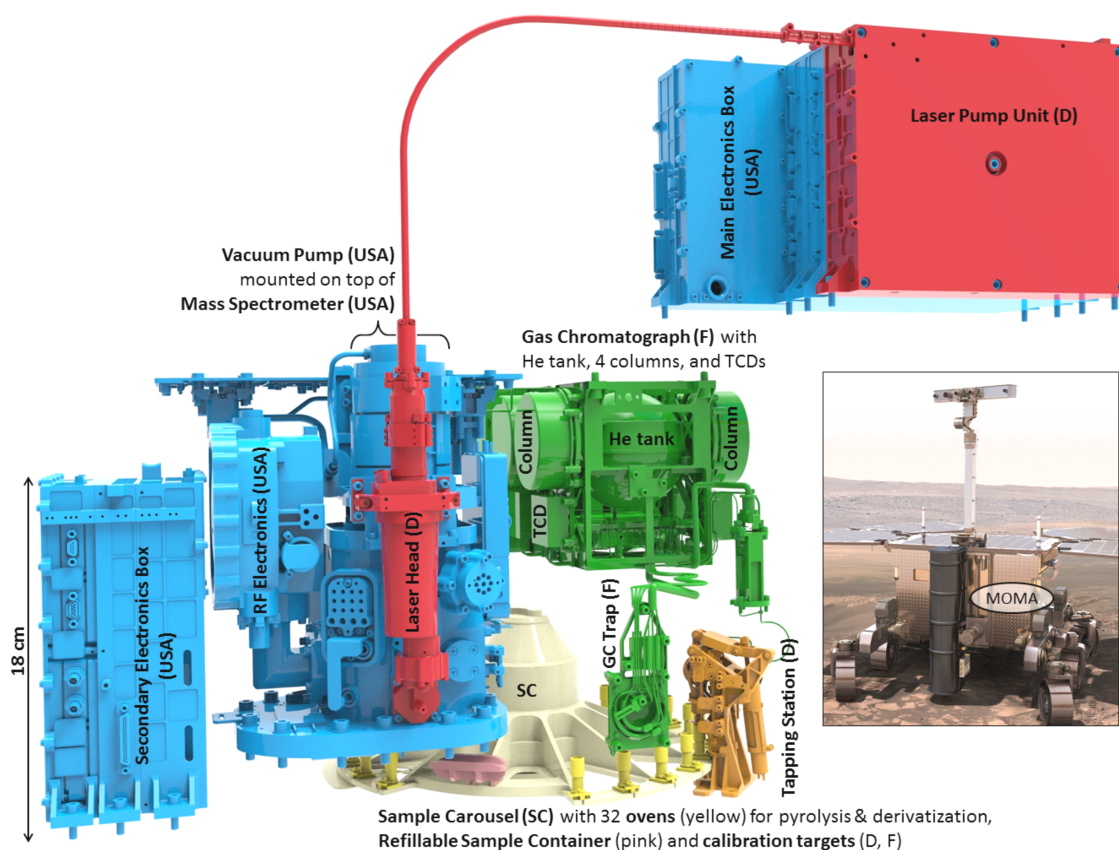 Laser Pump Unit (D)
Main Electronics Box
(USA)
Vacuum Pump (USA)
mounted on top of
Mass Spectrometer (USA)
Gas Chromatograph (F) with
He tank, 4 columns, and TCDs
Column
He tank
Column
TCD
RF Electronics (USA)
Laser Head (D)
Secondary Electronics Box
(USA)
18 cm
GC Trap (F)
SC
Tapping Station (D)
MOMA
Sample Carousel (SC) with 32 ovens (yellow) for pyrolysis & derivatization,
Refillable Sample Container (pink) and calibration targets (D, F)